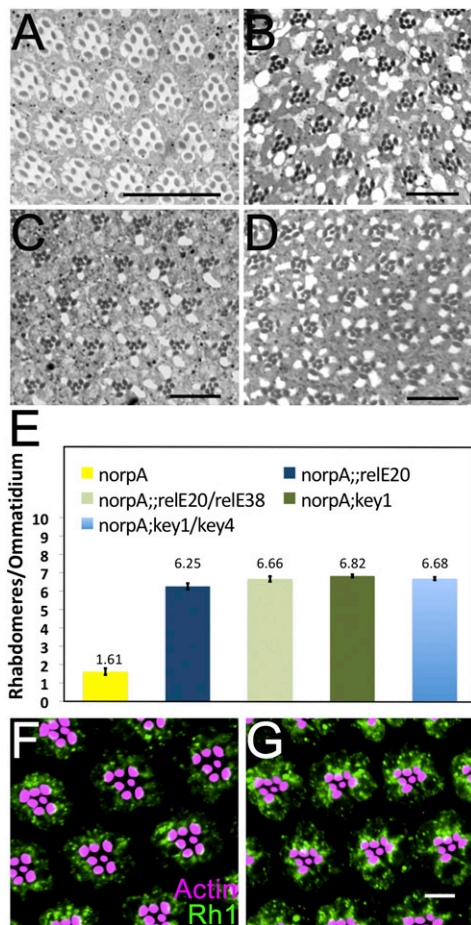 A
B
C
D
E
norpA
norpA;;relE20
norpA;;relE20/relE38
norpA;key1
norpA;key1/key4
Rhabdomeres/Ommatidium
10
9
8
7
6
5
4
3
2
1
0
1.61
6.25
6.66
6.82
6.68
F
G
Actin
Rh1